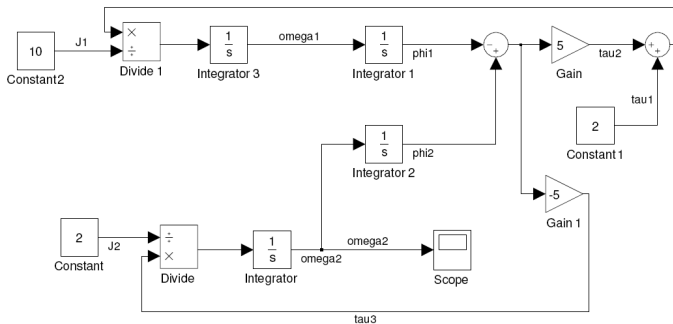 10
J1
×
÷
1
s
omega1
1
s
phi1
-
+
5
tau2
+
+
Constant2
Divide 1
Integrator 3
Integrator 1
Gain
tau1
2
Constant 1
1
s
phi2
Integrator 2
-5
Gain 1
2
J2
÷
×
1
s
omega2
omega2
Constant
Divide
Integrator
Scope
tau3